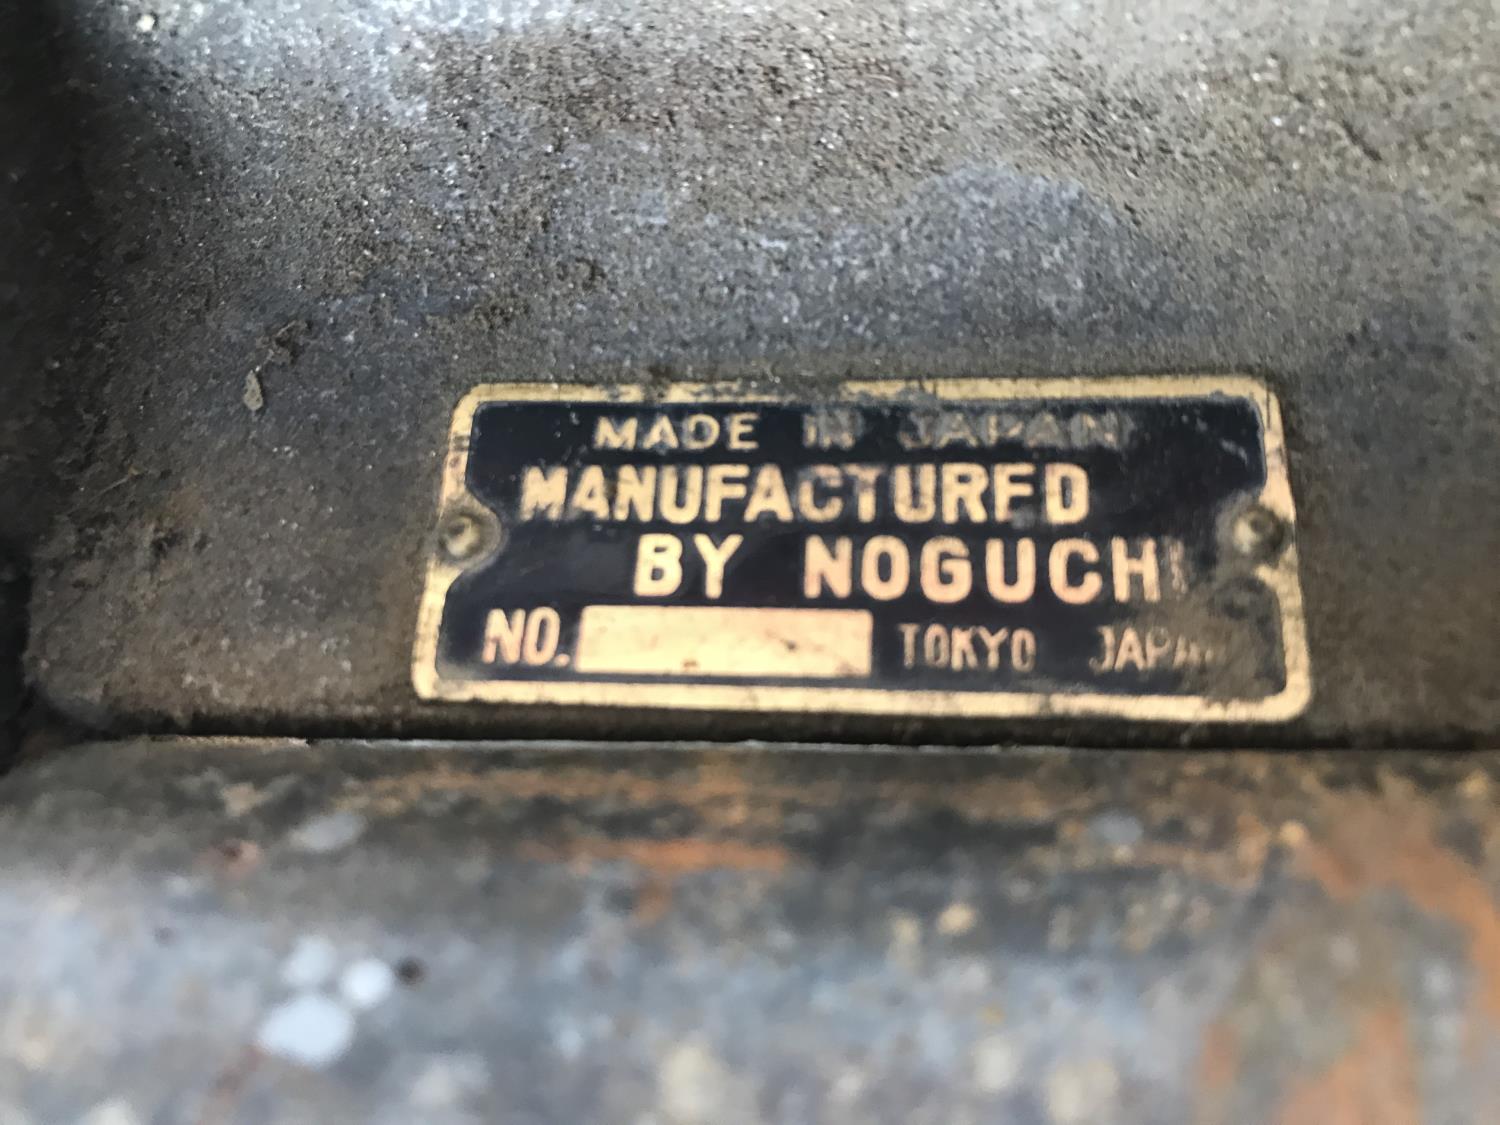 MADE IN JAPAN
MANUFACTURED
BY NOGUCHI
NO. TOKYO JAPAN